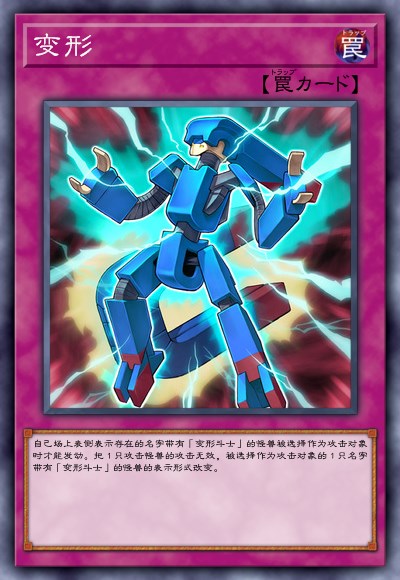 变形
トラップ
罠
トラップ
【罠カード】
自己场上表侧表示存在的名字带有「变形斗士」的怪兽被选择作为攻击对象
时才能发动。把1只攻击怪兽的攻击无效，被选择作为攻击对象的1只名字
带有「变形斗士」的怪兽的表示形式改变。